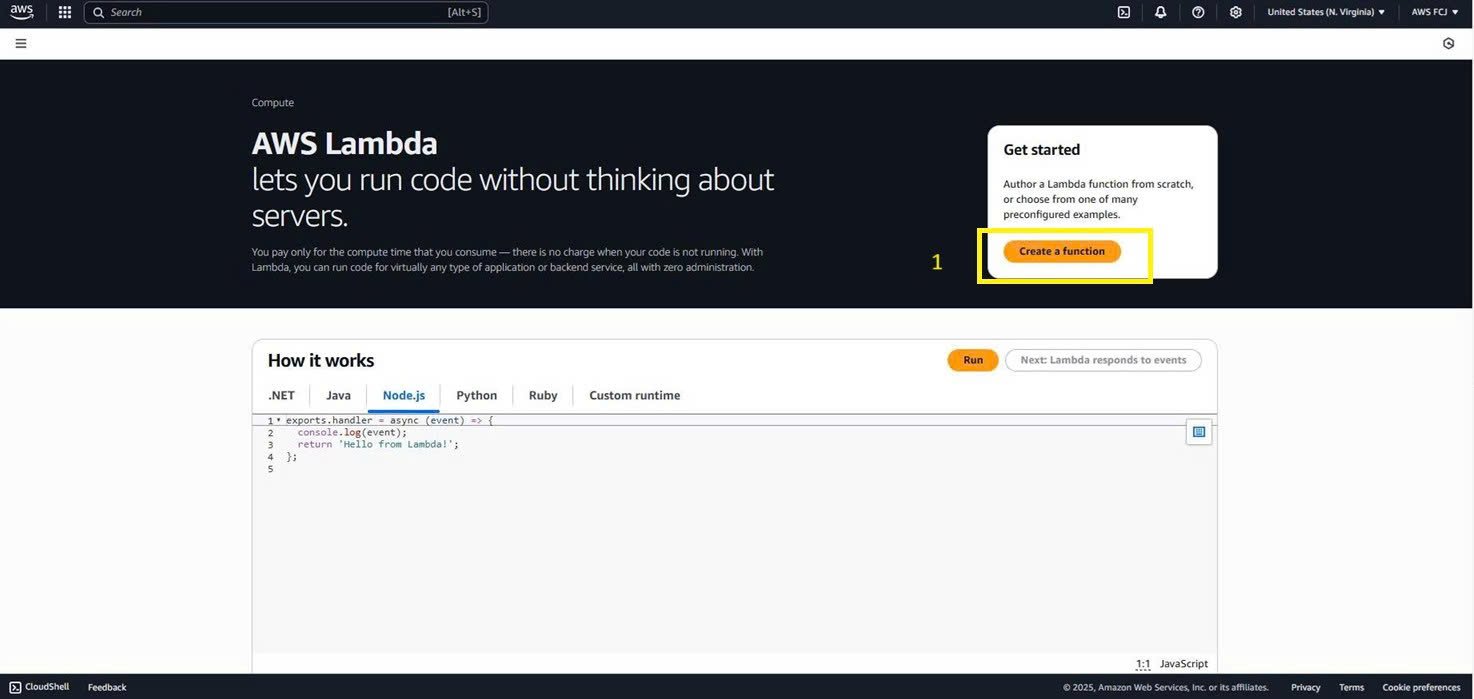 aws
Search [Alt+S]
United States (N. Virginia) ▼
AWS FCJ ▼
Compute
AWS Lambda
lets you run code without thinking about
servers.
You pay only for the compute time that you consume — there is no charge when your code is not running. With
Lambda, you can run code for virtually any type of application or backend service, all with zero administration.
Get started
Author a Lambda function from scratch,
or choose from one of many
preconfigured examples.
1
Create a function
How it works
Run
Next: Lambda responds to events
.NET
Java
Node.js
Python
Ruby
Custom runtime
1 exports.handler = async (event) => {
2 console.log(event);
3 return 'Hello from Lambda!';
4 };
5
1:1 JavaScript
CloudShell
Feedback
© 2025, Amazon Web Services, Inc. or its affiliates.
Privacy
Terms
Cookie preferences